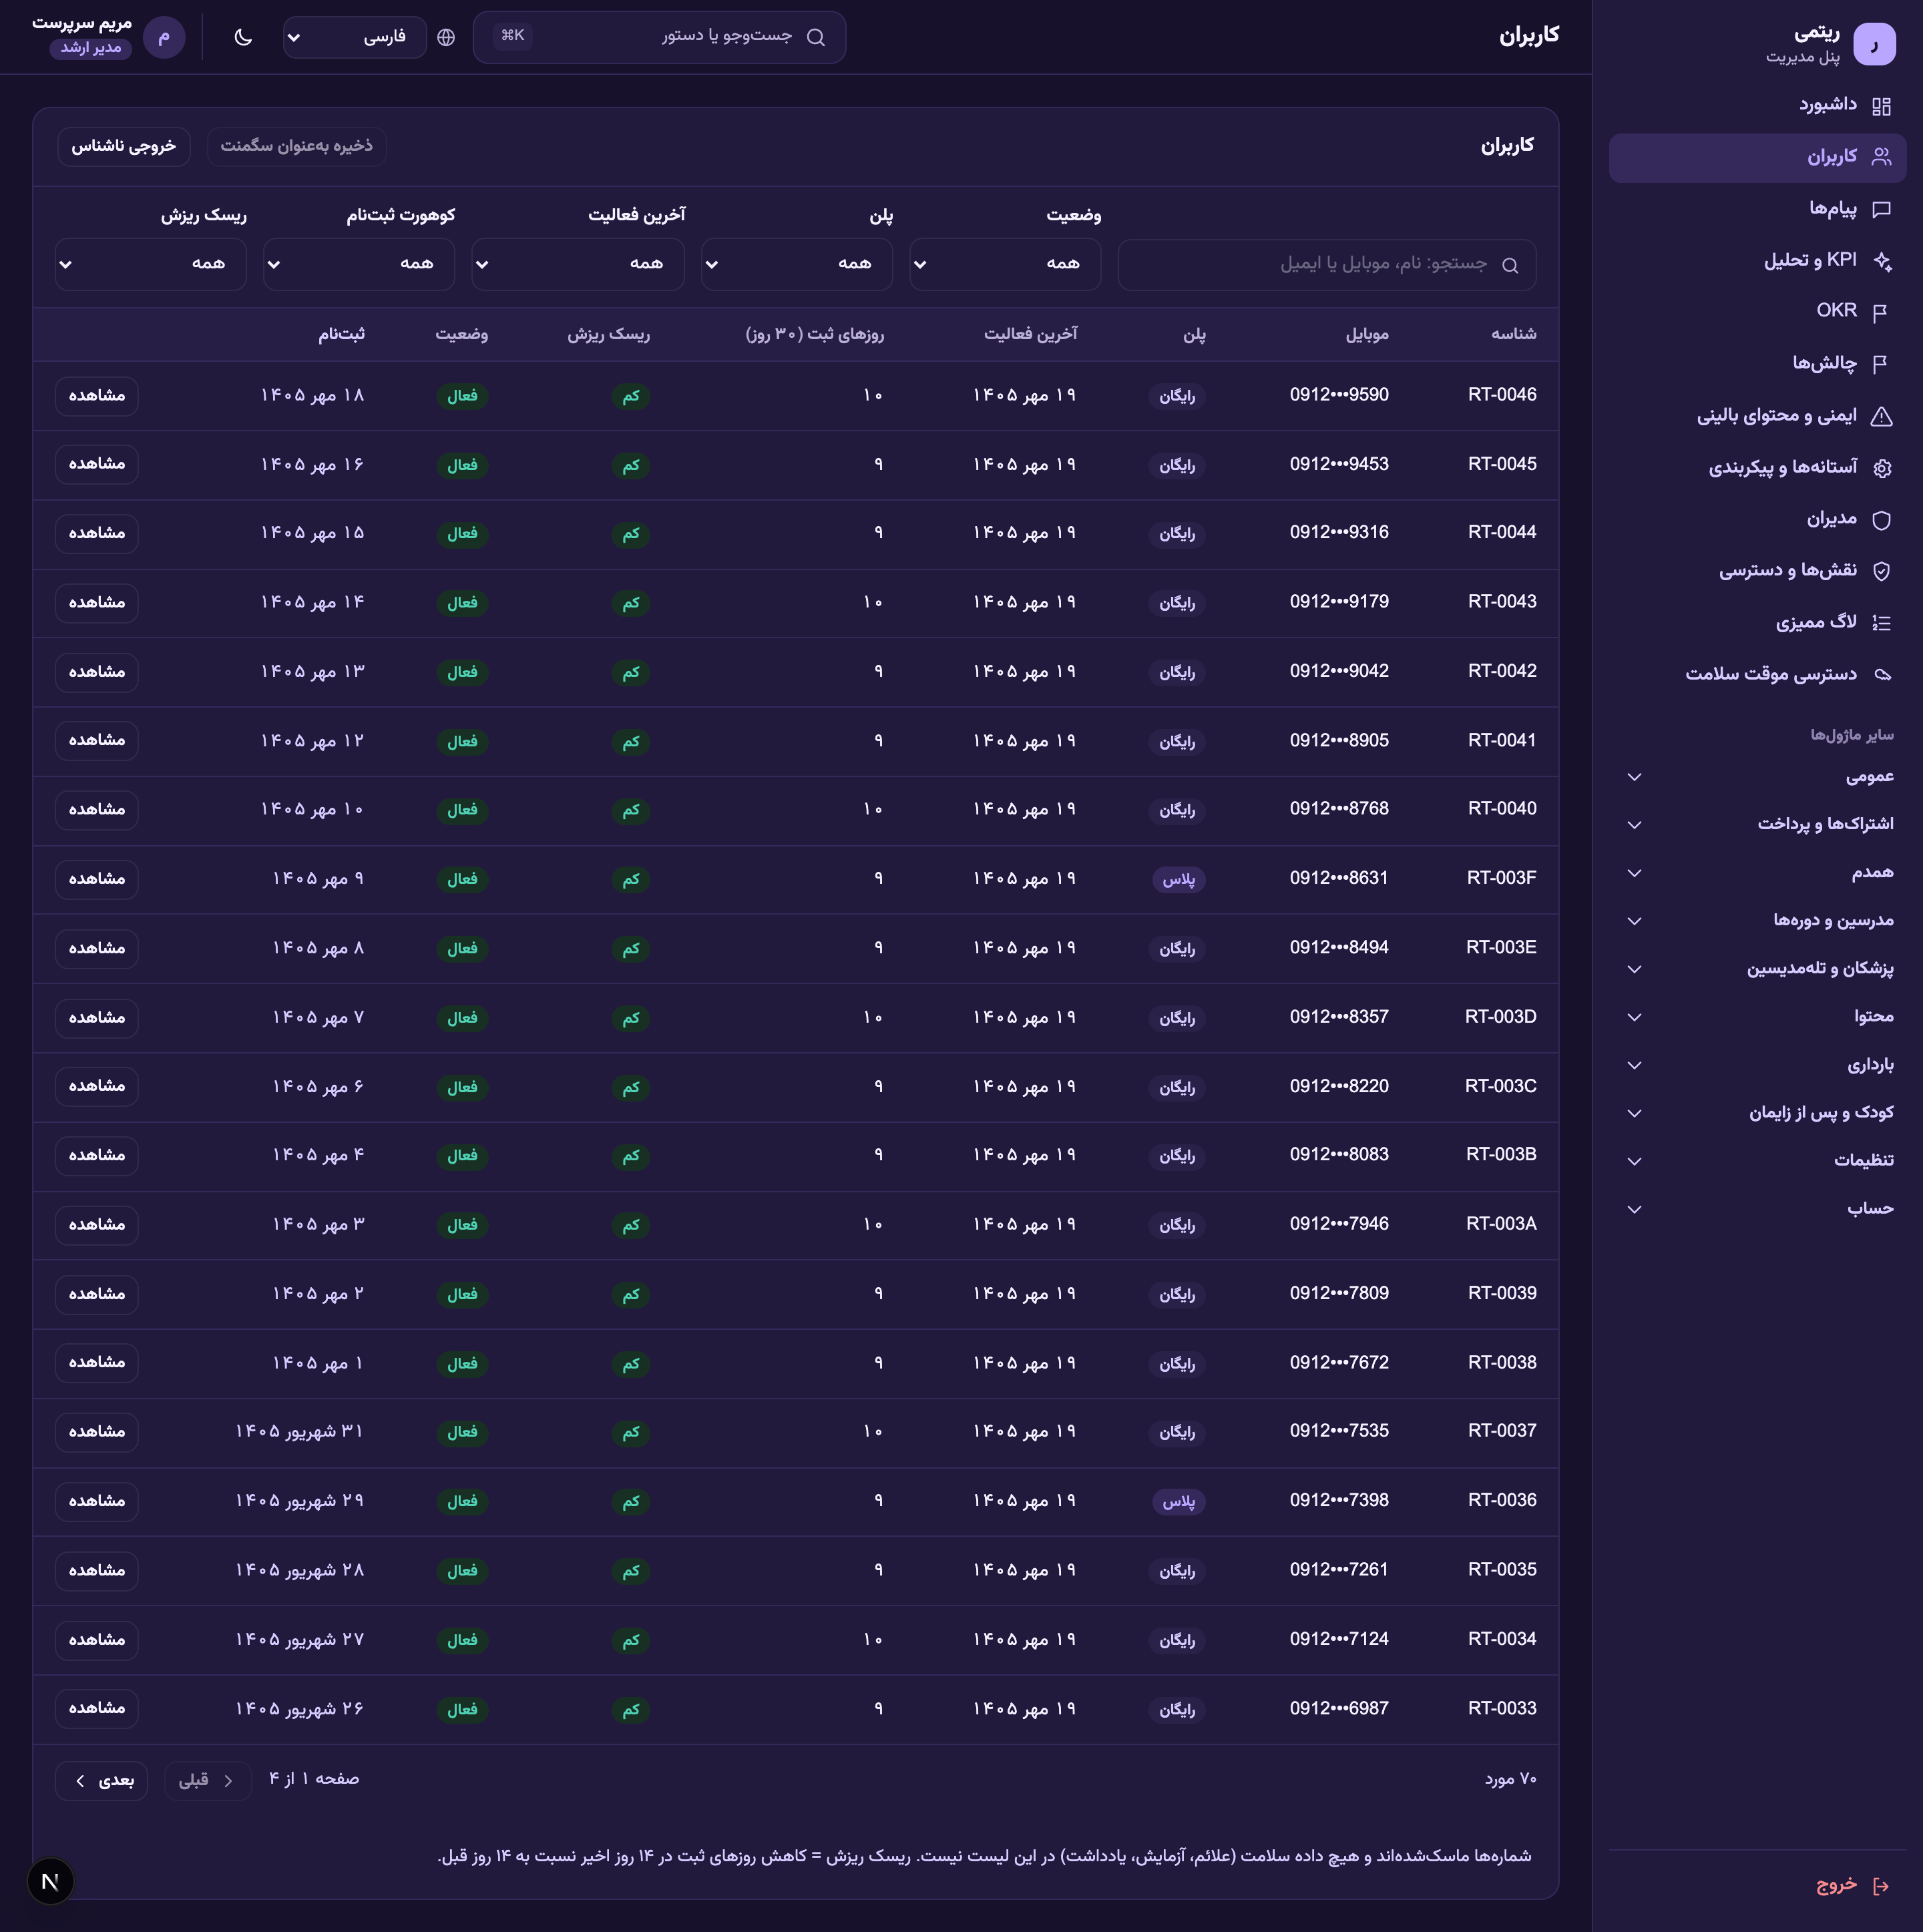 ریتمی
پنل مدیریت
ر
داشبورد
کاربران
پیام‌ها
KPI و تحلیل
OKR
چالش‌ها
ایمنی و محتوای بالینی
آستانه‌ها و پیکربندی
مدیران
نقش‌ها و دسترسی
لاگ ممیزی
دسترسی موقت سلامت
سایر ماژول‌ها
عمومی
اشتراک‌ها و پرداخت
همدم
مدرسین و دوره‌ها
پزشکان و تله‌مدیسین
محتوا
بارداری
کودک و پس از زایمان
تنظیمات
حساب
خروج
کاربران
جست‌وجو یا دستور ⌘K
فارسی
م
مریم سرپرست
مدیر ارشد
کاربران
ذخیره به‌عنوان سگمنت
خروجی ناشناس
وضعیت پلن آخرین فعالیت کوهورت ثبت‌نام ریسک ریزش
جستجو: نام، موبایل یا ایمیل همه همه همه همه همه
شناسه موبایل پلن آخرین فعالیت روزهای ثبت (۳۰ روز) ریسک ریزش وضعیت ثبت‌نام
RT-0046 0912•••9590 رایگان ۱۹ مهر ۱۴۰۵ ۱۰ کم فعال ۱۸ مهر ۱۴۰۵ مشاهده
RT-0045 0912•••9453 رایگان ۱۹ مهر ۱۴۰۵ ۹ کم فعال ۱۶ مهر ۱۴۰۵ مشاهده
RT-0044 0912•••9316 رایگان ۱۹ مهر ۱۴۰۵ ۹ کم فعال ۱۵ مهر ۱۴۰۵ مشاهده
RT-0043 0912•••9179 رایگان ۱۹ مهر ۱۴۰۵ ۱۰ کم فعال ۱۴ مهر ۱۴۰۵ مشاهده
RT-0042 0912•••9042 رایگان ۱۹ مهر ۱۴۰۵ ۹ کم فعال ۱۳ مهر ۱۴۰۵ مشاهده
RT-0041 0912•••8905 رایگان ۱۹ مهر ۱۴۰۵ ۹ کم فعال ۱۲ مهر ۱۴۰۵ مشاهده
RT-0040 0912•••8768 رایگان ۱۹ مهر ۱۴۰۵ ۱۰ کم فعال ۱۰ مهر ۱۴۰۵ مشاهده
RT-003F 0912•••8631 پلاس ۱۹ مهر ۱۴۰۵ ۹ کم فعال ۹ مهر ۱۴۰۵ مشاهده
RT-003E 0912•••8494 رایگان ۱۹ مهر ۱۴۰۵ ۹ کم فعال ۸ مهر ۱۴۰۵ مشاهده
RT-003D 0912•••8357 رایگان ۱۹ مهر ۱۴۰۵ ۱۰ کم فعال ۷ مهر ۱۴۰۵ مشاهده
RT-003C 0912•••8220 رایگان ۱۹ مهر ۱۴۰۵ ۹ کم فعال ۶ مهر ۱۴۰۵ مشاهده
RT-003B 0912•••8083 رایگان ۱۹ مهر ۱۴۰۵ ۹ کم فعال ۴ مهر ۱۴۰۵ مشاهده
RT-003A 0912•••7946 رایگان ۱۹ مهر ۱۴۰۵ ۱۰ کم فعال ۳ مهر ۱۴۰۵ مشاهده
RT-0039 0912•••7809 رایگان ۱۹ مهر ۱۴۰۵ ۹ کم فعال ۲ مهر ۱۴۰۵ مشاهده
RT-0038 0912•••7672 رایگان ۱۹ مهر ۱۴۰۵ ۹ کم فعال ۱ مهر ۱۴۰۵ مشاهده
RT-0037 0912•••7535 رایگان ۱۹ مهر ۱۴۰۵ ۱۰ کم فعال ۳۱ شهریور ۱۴۰۵ مشاهده
RT-0036 0912•••7398 پلاس ۱۹ مهر ۱۴۰۵ ۹ کم فعال ۲۹ شهریور ۱۴۰۵ مشاهده
RT-0035 0912•••7261 رایگان ۱۹ مهر ۱۴۰۵ ۹ کم فعال ۲۸ شهریور ۱۴۰۵ مشاهده
RT-0034 0912•••7124 رایگان ۱۹ مهر ۱۴۰۵ ۱۰ کم فعال ۲۷ شهریور ۱۴۰۵ مشاهده
RT-0033 0912•••6987 رایگان ۱۹ مهر ۱۴۰۵ ۹ کم فعال ۲۶ شهریور ۱۴۰۵ مشاهده
۷۰ مورد صفحه ۱ از ۴ قبلی بعدی
شماره‌ها ماسک‌شده‌اند و هیچ داده سلامت (علائم، آزمایش، یادداشت) در این لیست نیست. ریسک ریزش = کاهش روزهای ثبت در ۱۴ روز اخیر نسبت به ۱۴ روز قبل.
N